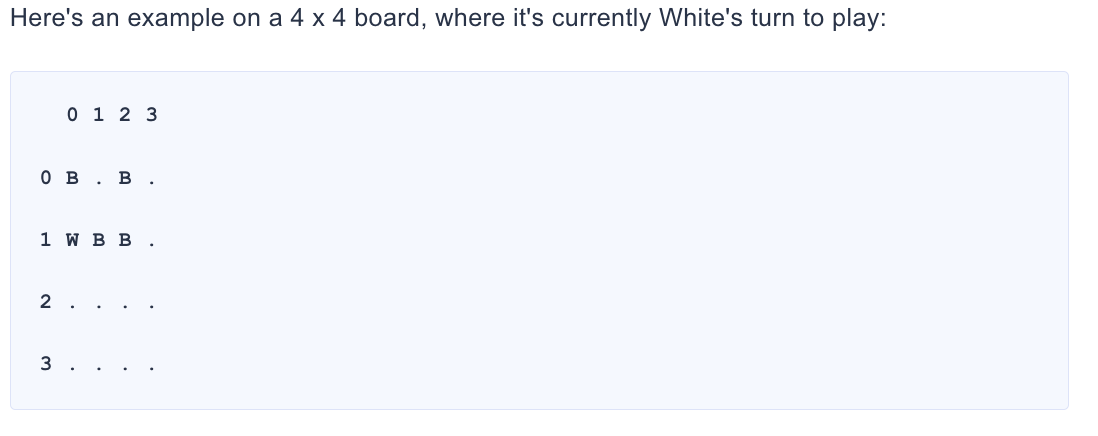 Here's an example on a 4 x 4 board, where it's currently White's turn to play:
0 1 2 3
0 B . B .
1 W B B .
2 . . . .
3 . . . .